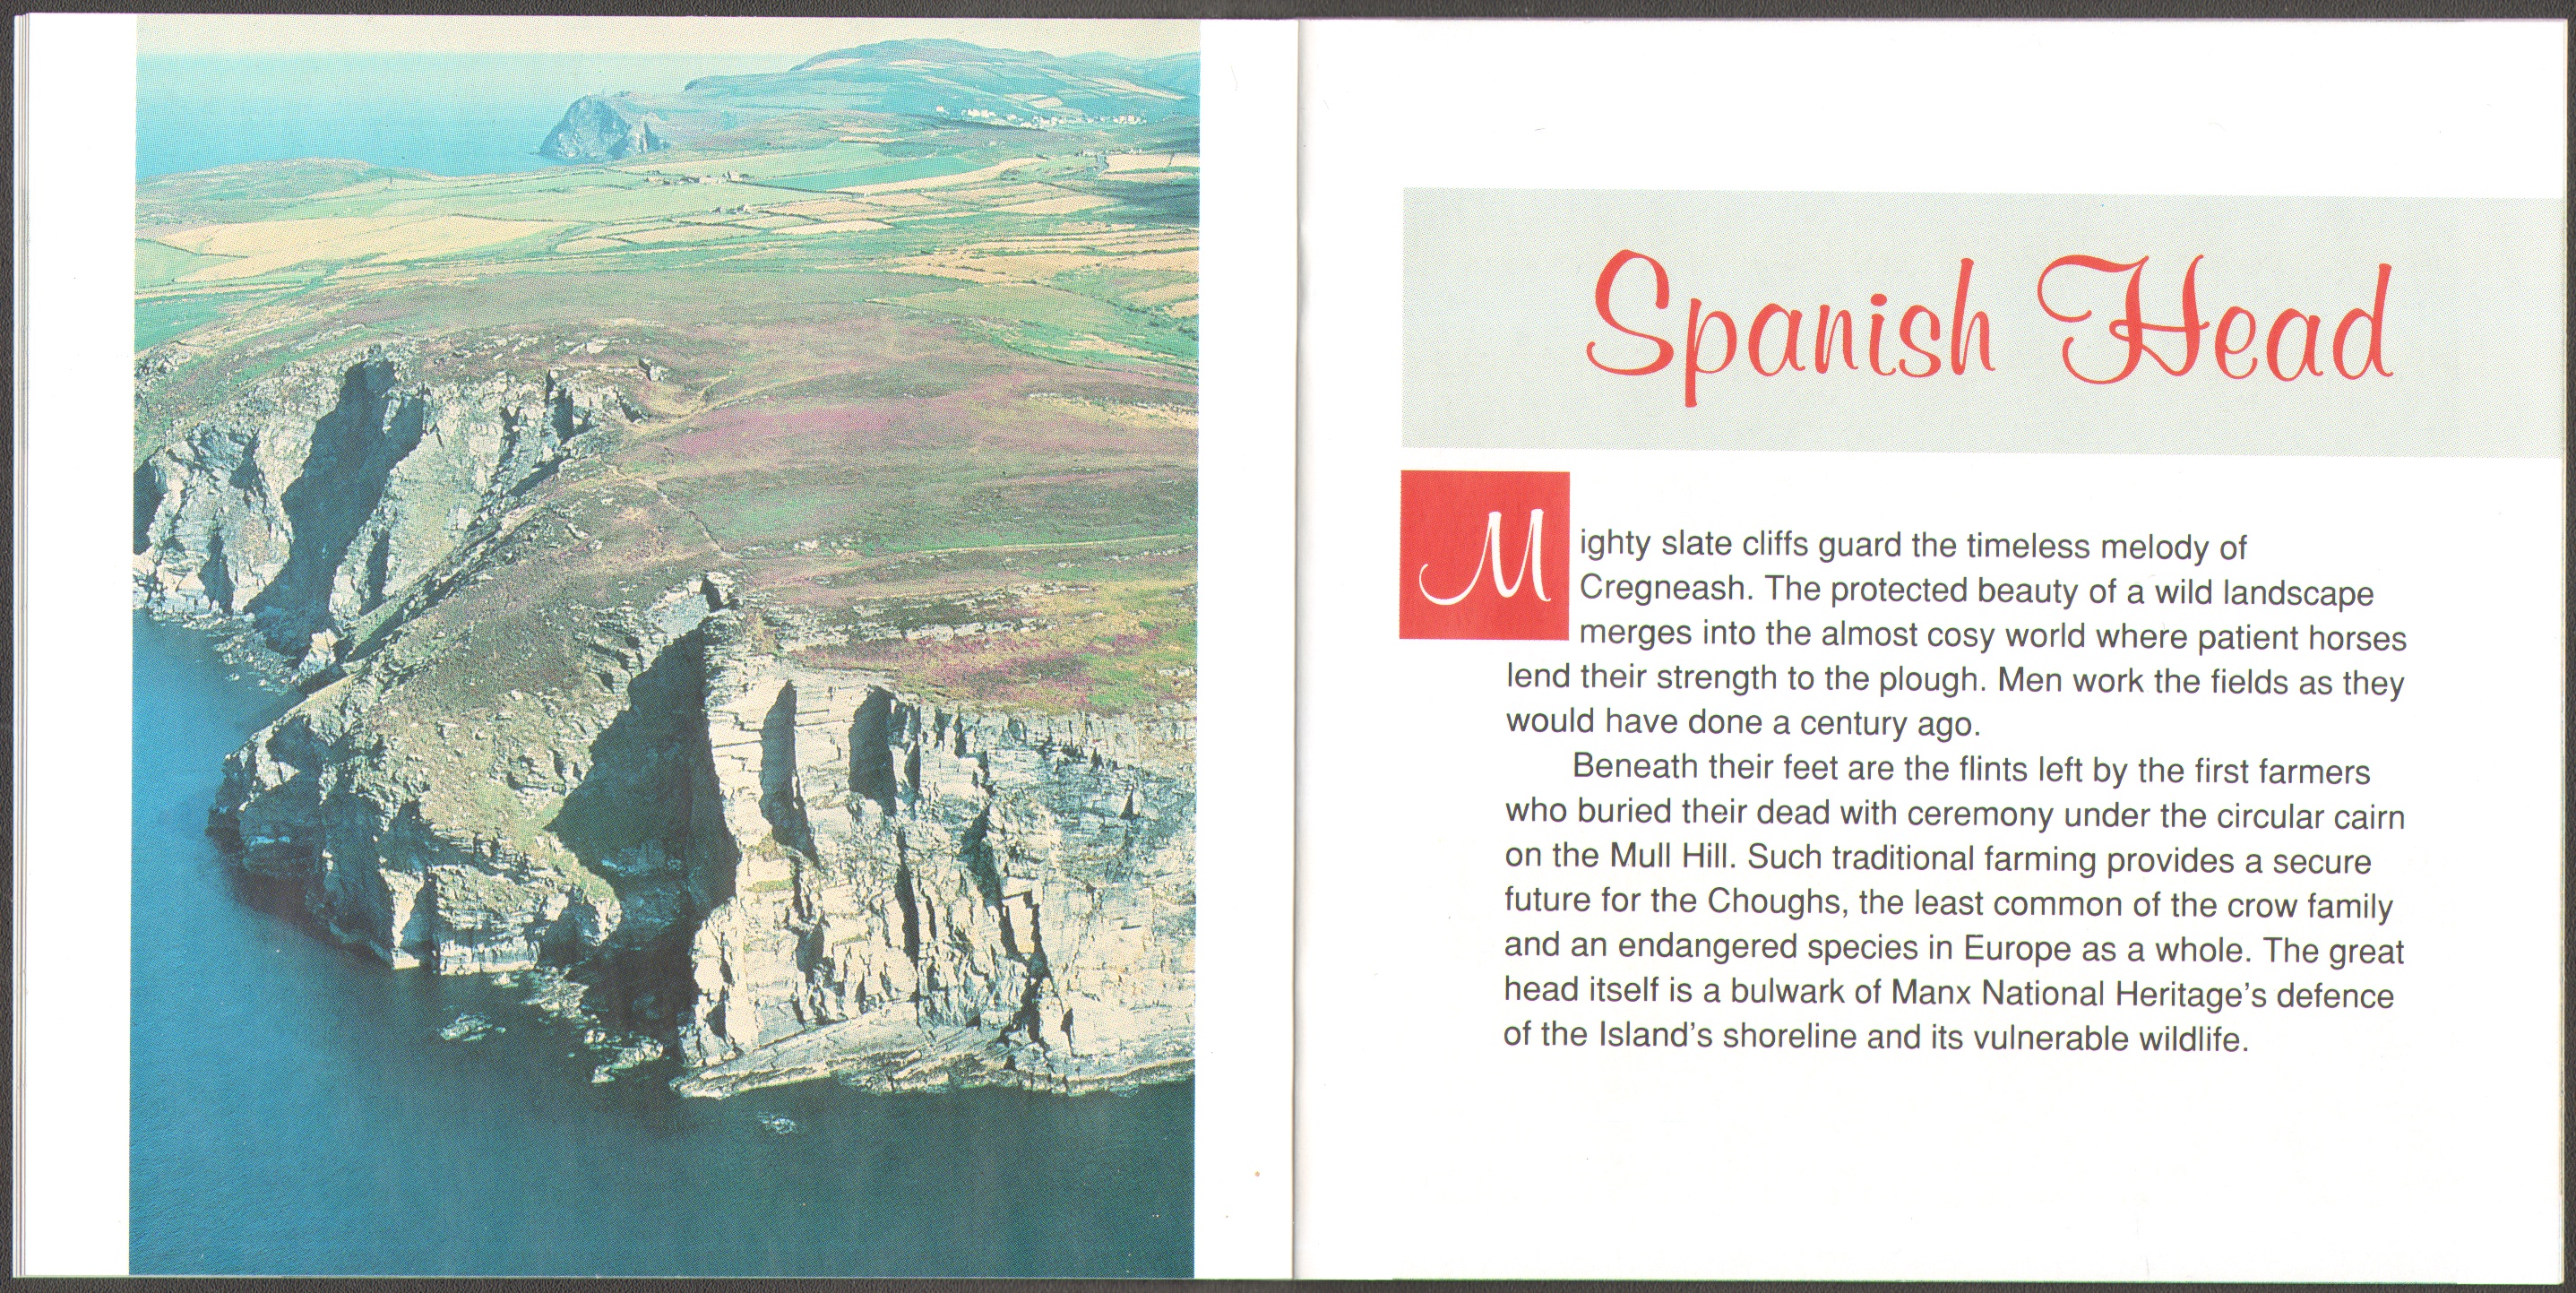 Spanish Head
Mighty slate cliffs guard the timeless melody of
Cregneash. The protected beauty of a wild landscape
merges into the almost cosy world where patient horses
lend their strength to the plough. Men work the fields as they
would have done a century ago.
Beneath their feet are the flints left by the first farmers
who buried their dead with ceremony under the circular cairn
on the Mull Hill. Such traditional farming provides a secure
future for the Choughs, the least common of the crow family
and an endangered species in Europe as a whole. The great
head itself is a bulwark of Manx National Heritage’s defence
of the Island’s shoreline and its vulnerable wildlife.